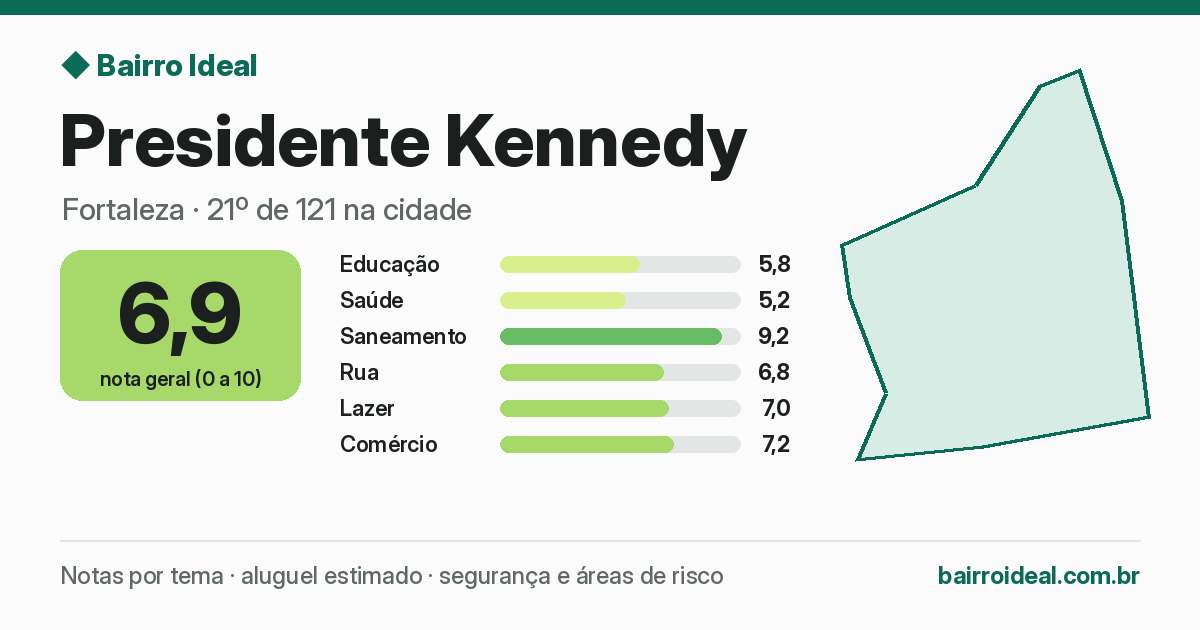 Bairro Ideal
Presidente Kennedy
Fortaleza · 21º de 121 na cidade
6,9
nota geral (0 a 10)
Educação 5,8
Saúde 5,2
Saneamento 9,2
Rua 6,8
Lazer 7,0
Comércio 7,2
Notas por tema · aluguel estimado · segurança e áreas de risco
bairroideal.com.br